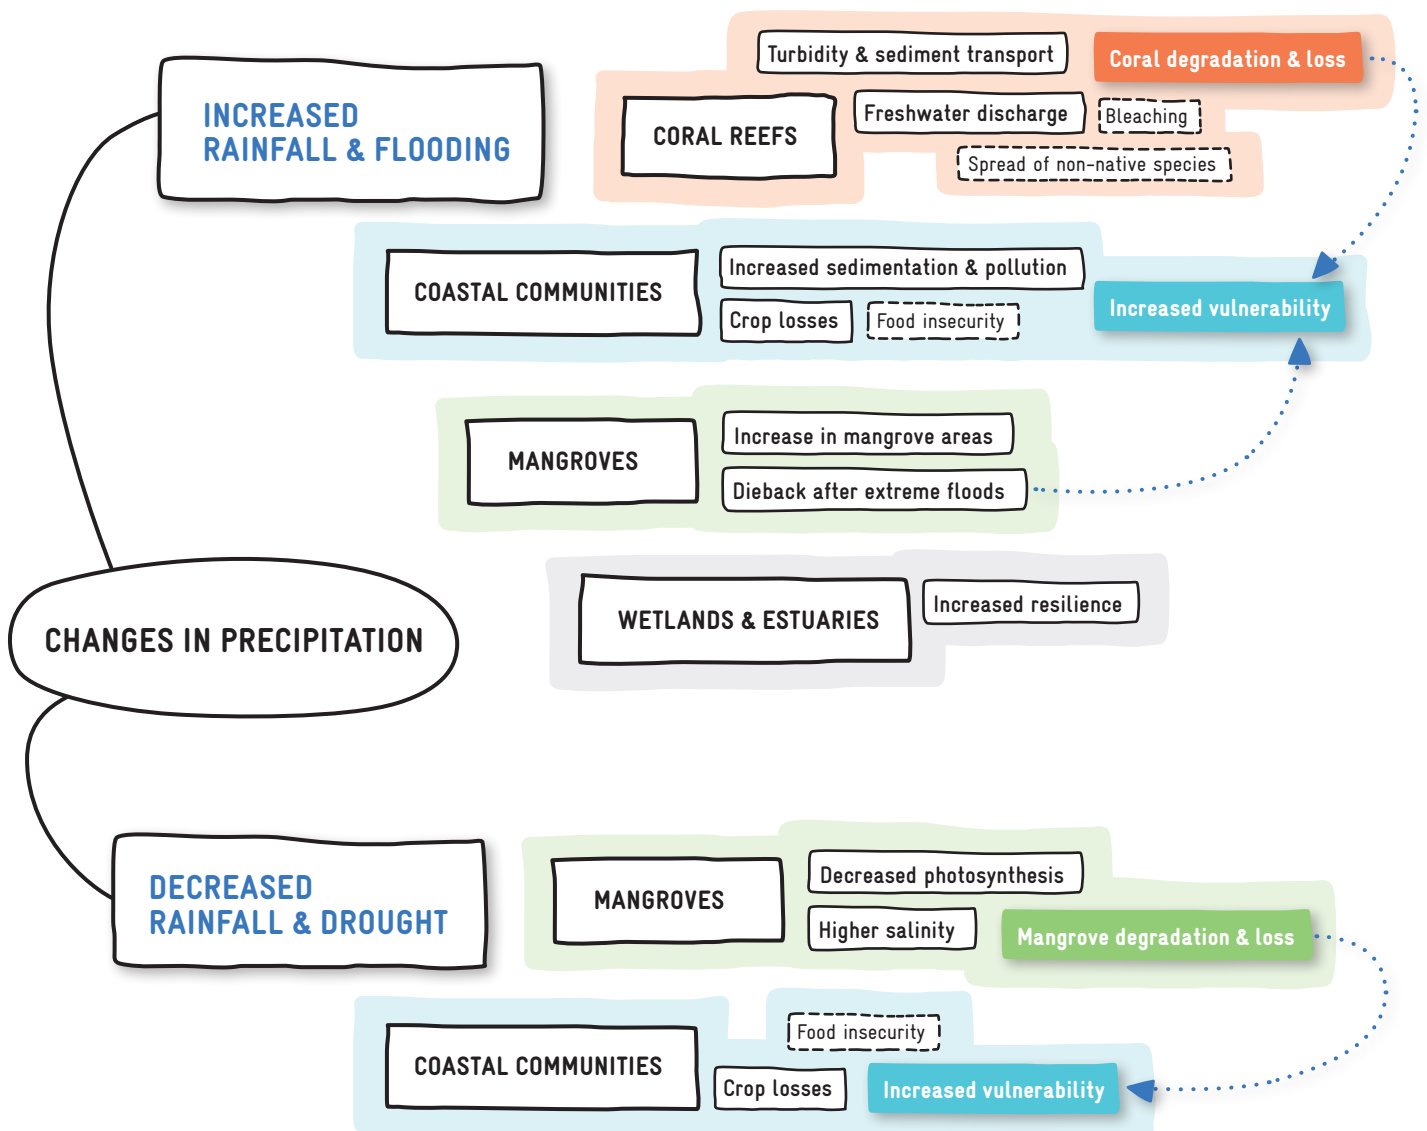 INCREASED
RAINFALL & FLOODING
CORAL REEFS
Turbidity & sediment transport
Coral degradation & loss
Freshwater discharge
Bleaching
Spread of non-native species
COASTAL COMMUNITIES
Increased sedimentation & pollution
Crop losses
Food insecurity
Increased vulnerability
MANGROVES
Increase in mangrove areas
Dieback after extreme floods
WETLANDS & ESTUARIES
Increased resilience
CHANGES IN PRECIPITATION
DECREASED
RAINFALL & DROUGHT
MANGROVES
Decreased photosynthesis
Higher salinity
Mangrove degradation & loss
COASTAL COMMUNITIES
Food insecurity
Crop losses
Increased vulnerability